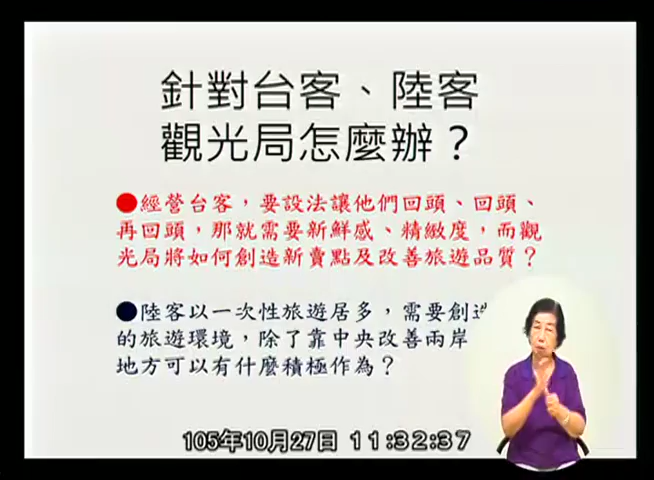 針對台客、陸客
觀光局怎麼辦？
●經營台客，要設法讓他們回頭、回頭、
再回頭，那就需要新鮮感、精緻度，而觀
光局將如何創造新賣點及改善旅遊品質？
●陸客以一次性旅遊居多，需要創造
的旅遊環境，除了靠中央改善兩岸
地方可以有什麼積極作為？
105年10月27日 11:32:37